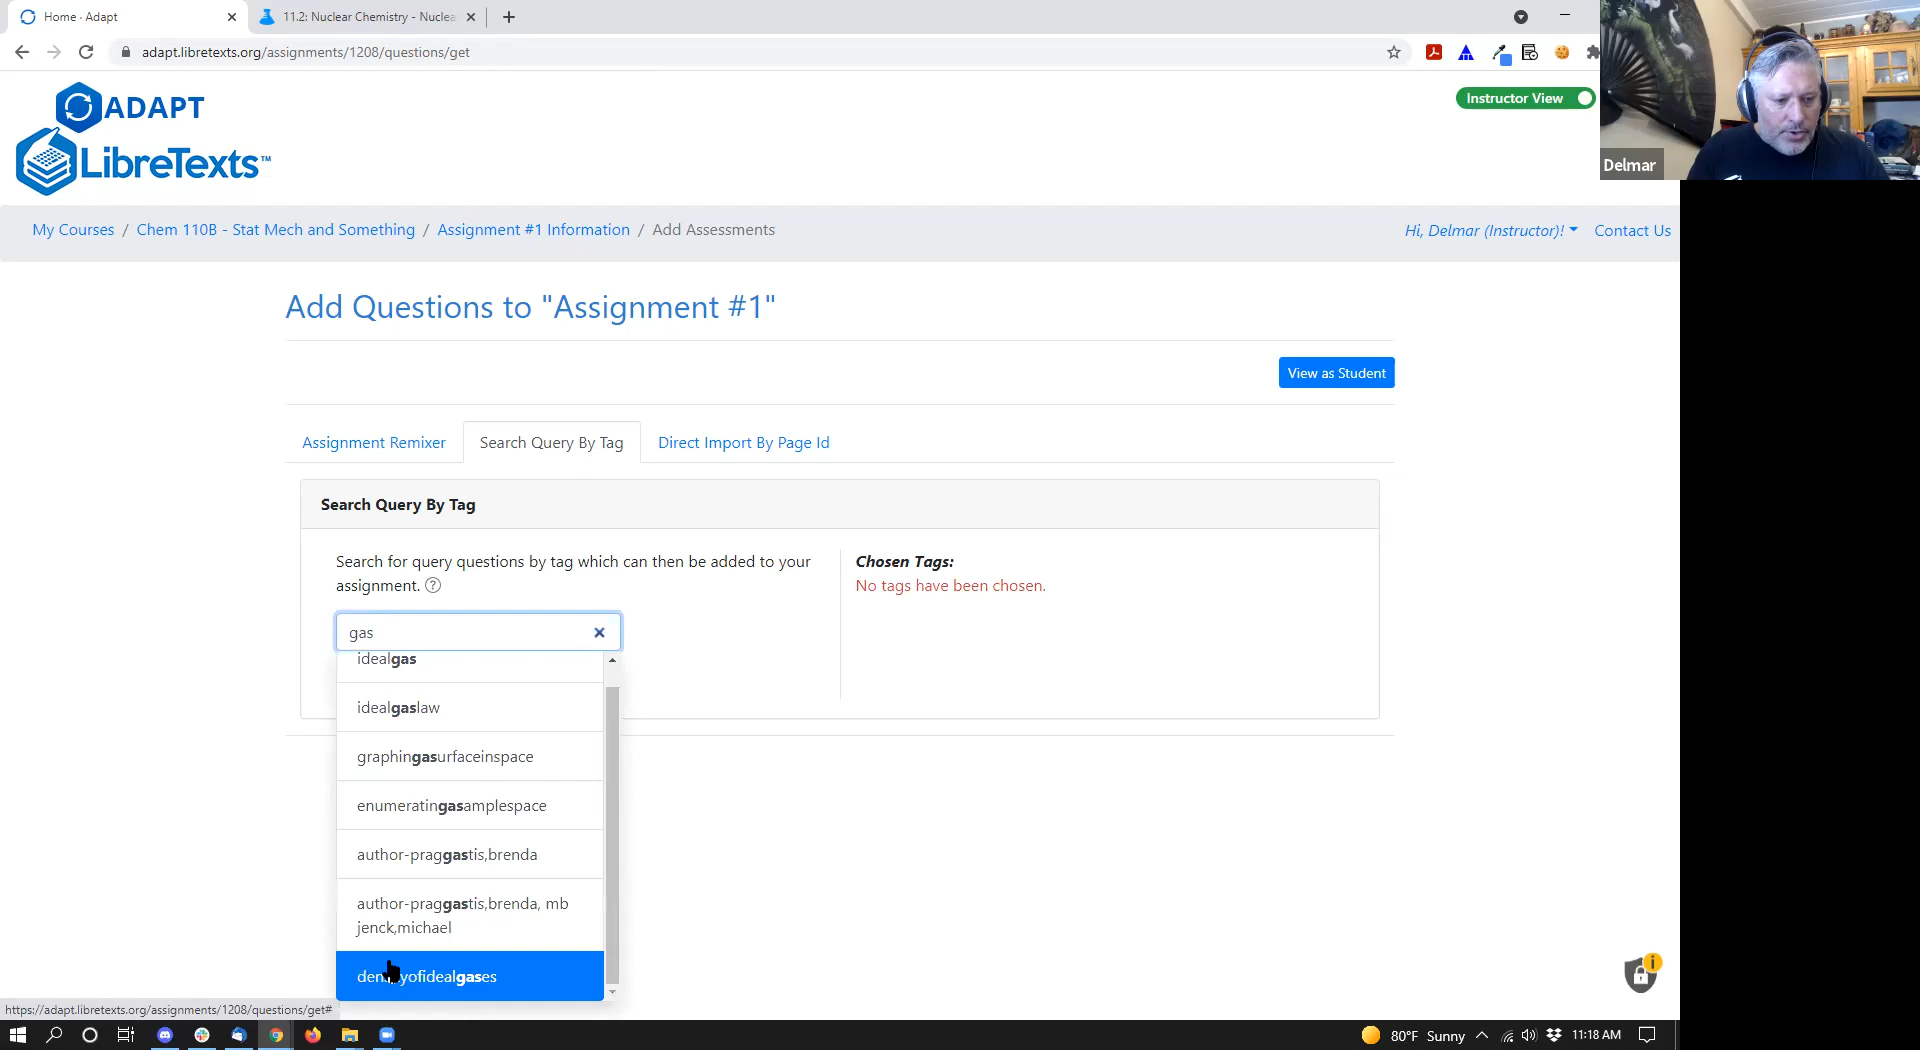 Home · Adapt
11.2: Nuclear Chemistry - Nuclea
adapt.libretexts.org/assignments/1208/questions/get
ADAPT
LibreTexts™
Instructor View
Delmar
My Courses / Chem 110B - Stat Mech and Something / Assignment #1 Information / Add Assessments
Hi, Delmar (Instructor)!
Contact Us
Add Questions to "Assignment #1"
View as Student
Assignment Remixer
Search Query By Tag
Direct Import By Page Id
Search Query By Tag
Search for query questions by tag which can then be added to your
assignment. ?
Chosen Tags:
No tags have been chosen.
gas
idealgas
idealgaslaw
graphingasurfaceinspace
enumeratingasamplespace
author-praggastis,brenda
author-praggastis,brenda, mb
jenck,michael
https://adapt.libretexts.org/assignments/1208/questions/get#
80°F Sunny
11:18 AM